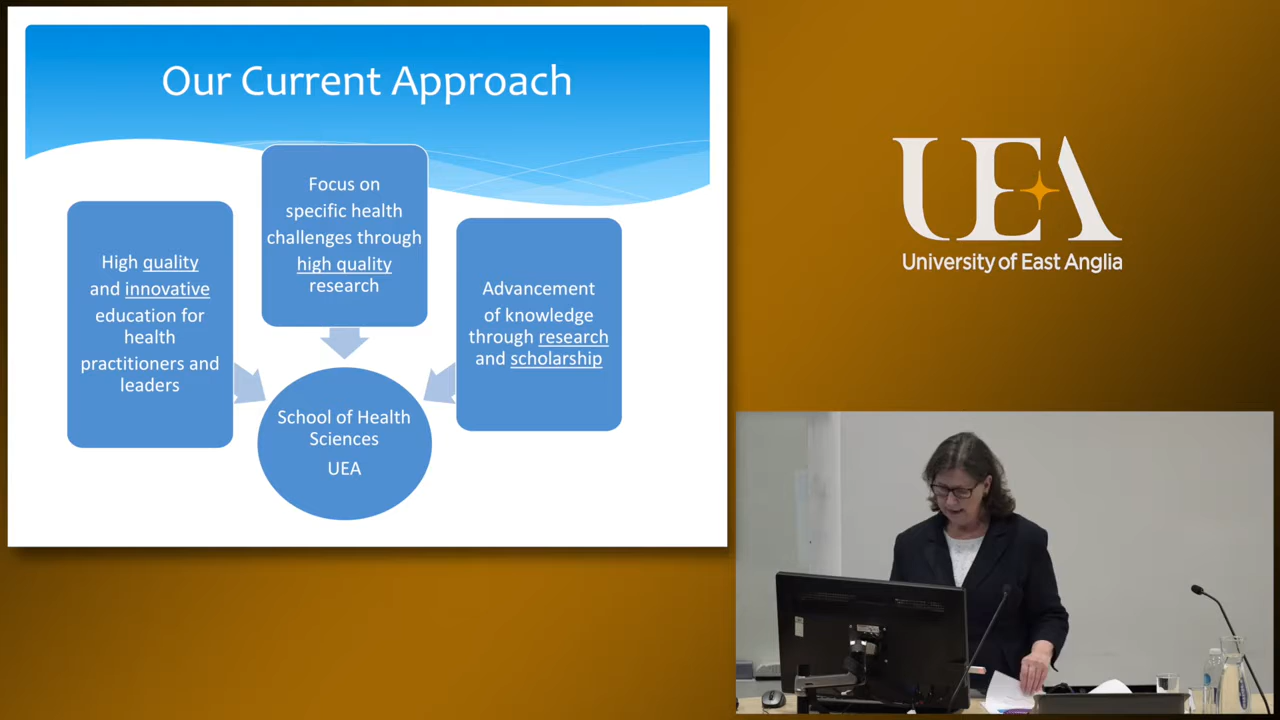 Our Current Approach
High quality
and innovative
education for
health
practitioners and
leaders
Focus on
specific health
challenges through
high quality
research
Advancement
of knowledge
through research
and scholarship
School of Health
Sciences
UEA
UEA
University of East Anglia